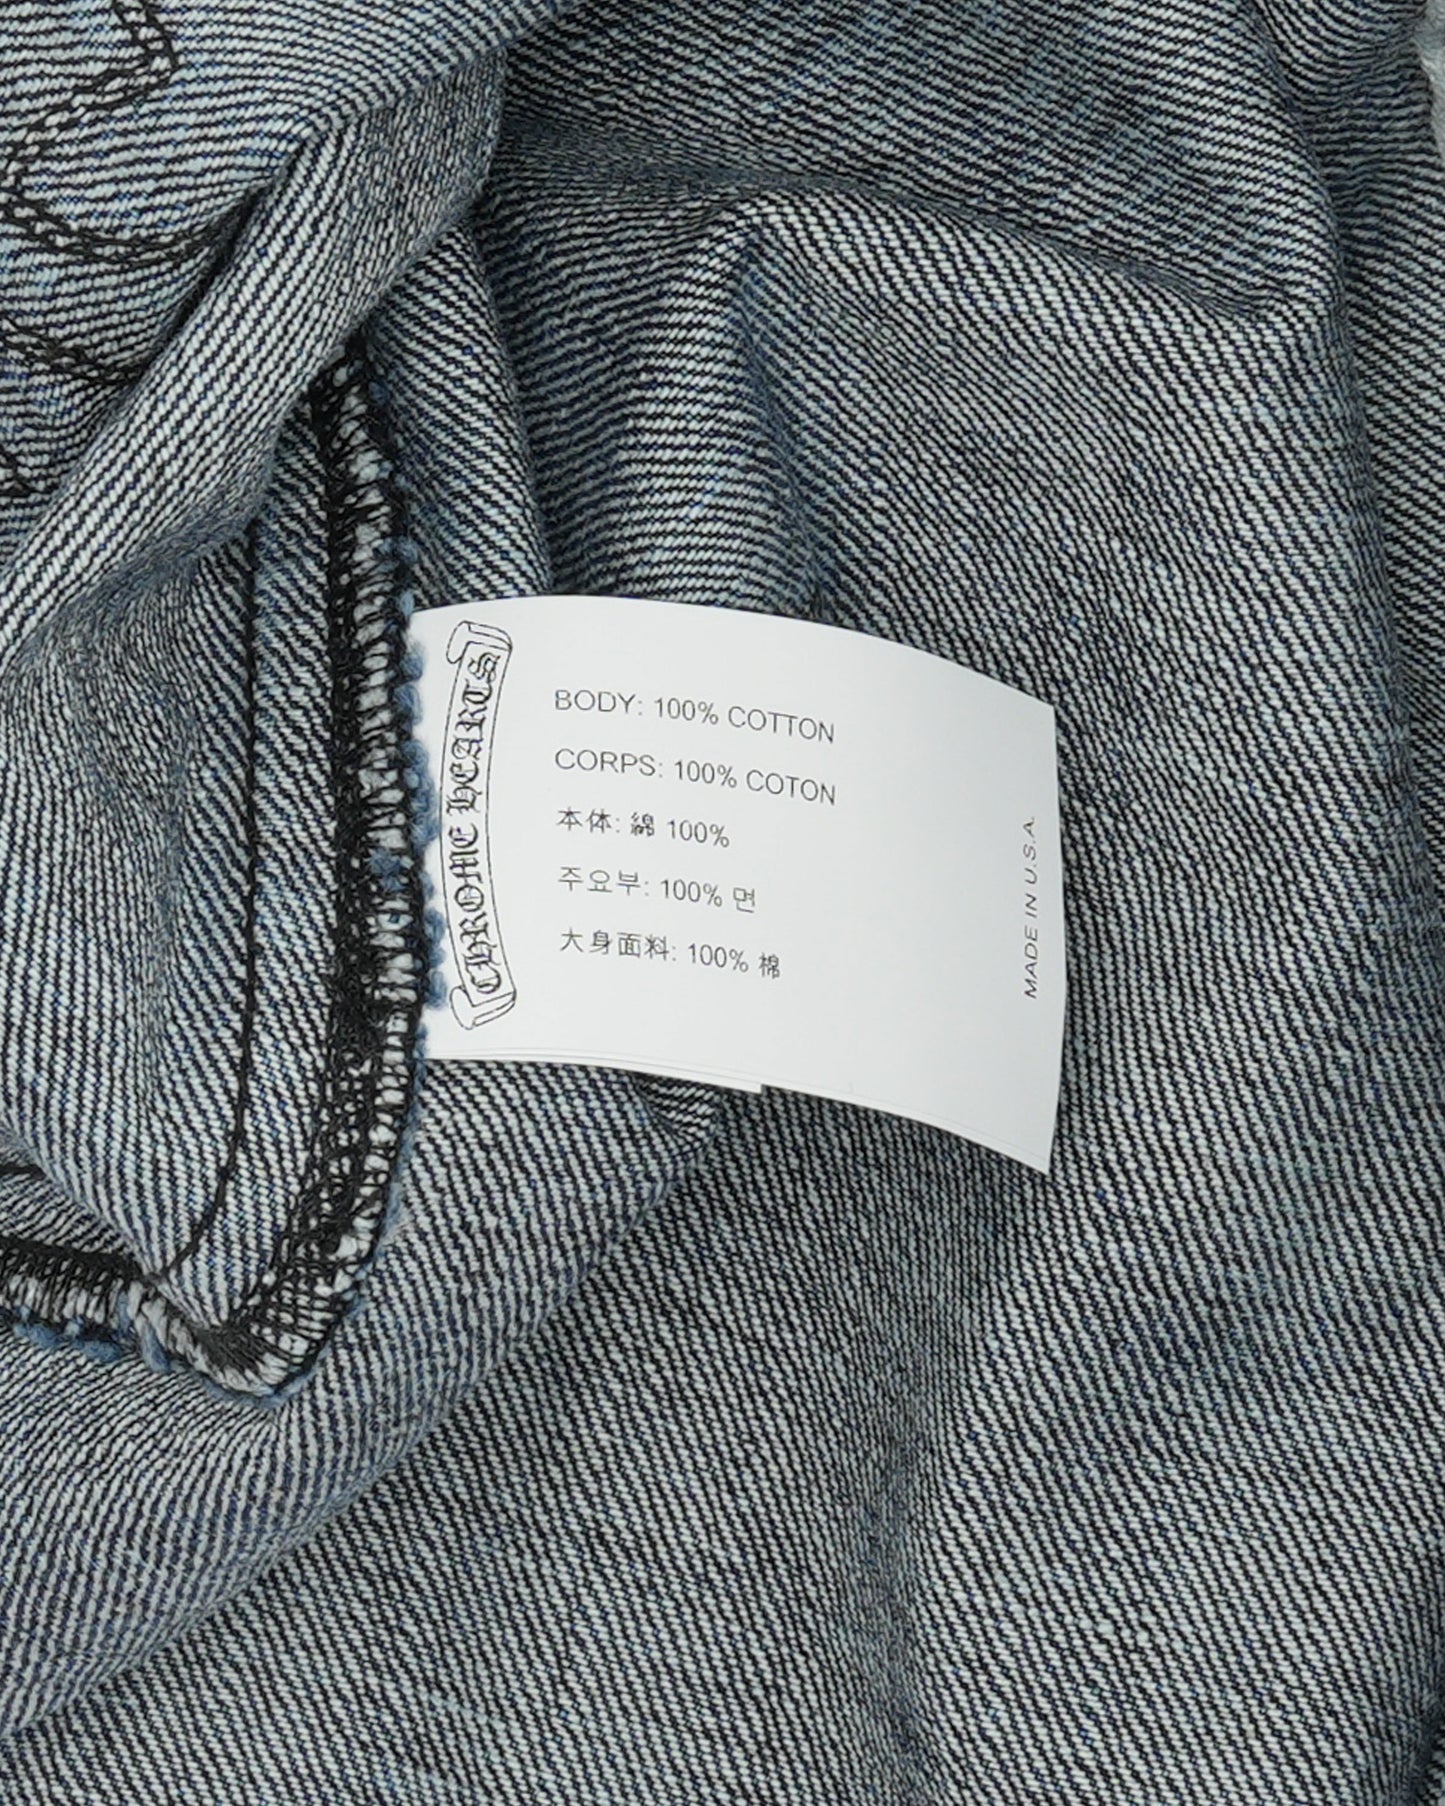 CHROME HEARTS
BODY: 100% COTTON
CORPS: 100% COTON
本体: 綿 100%
주요부: 100% 면
大身面料: 100% 棉
MADE IN U.S.A.